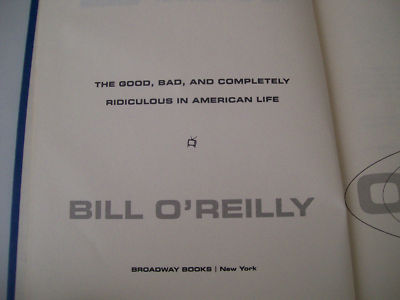 THE GOOD, BAD, AND COMPLETELY
RIDICULOUS IN AMERICAN LIFE
BILL O'REILLY
BROADWAY BOOKS | New York